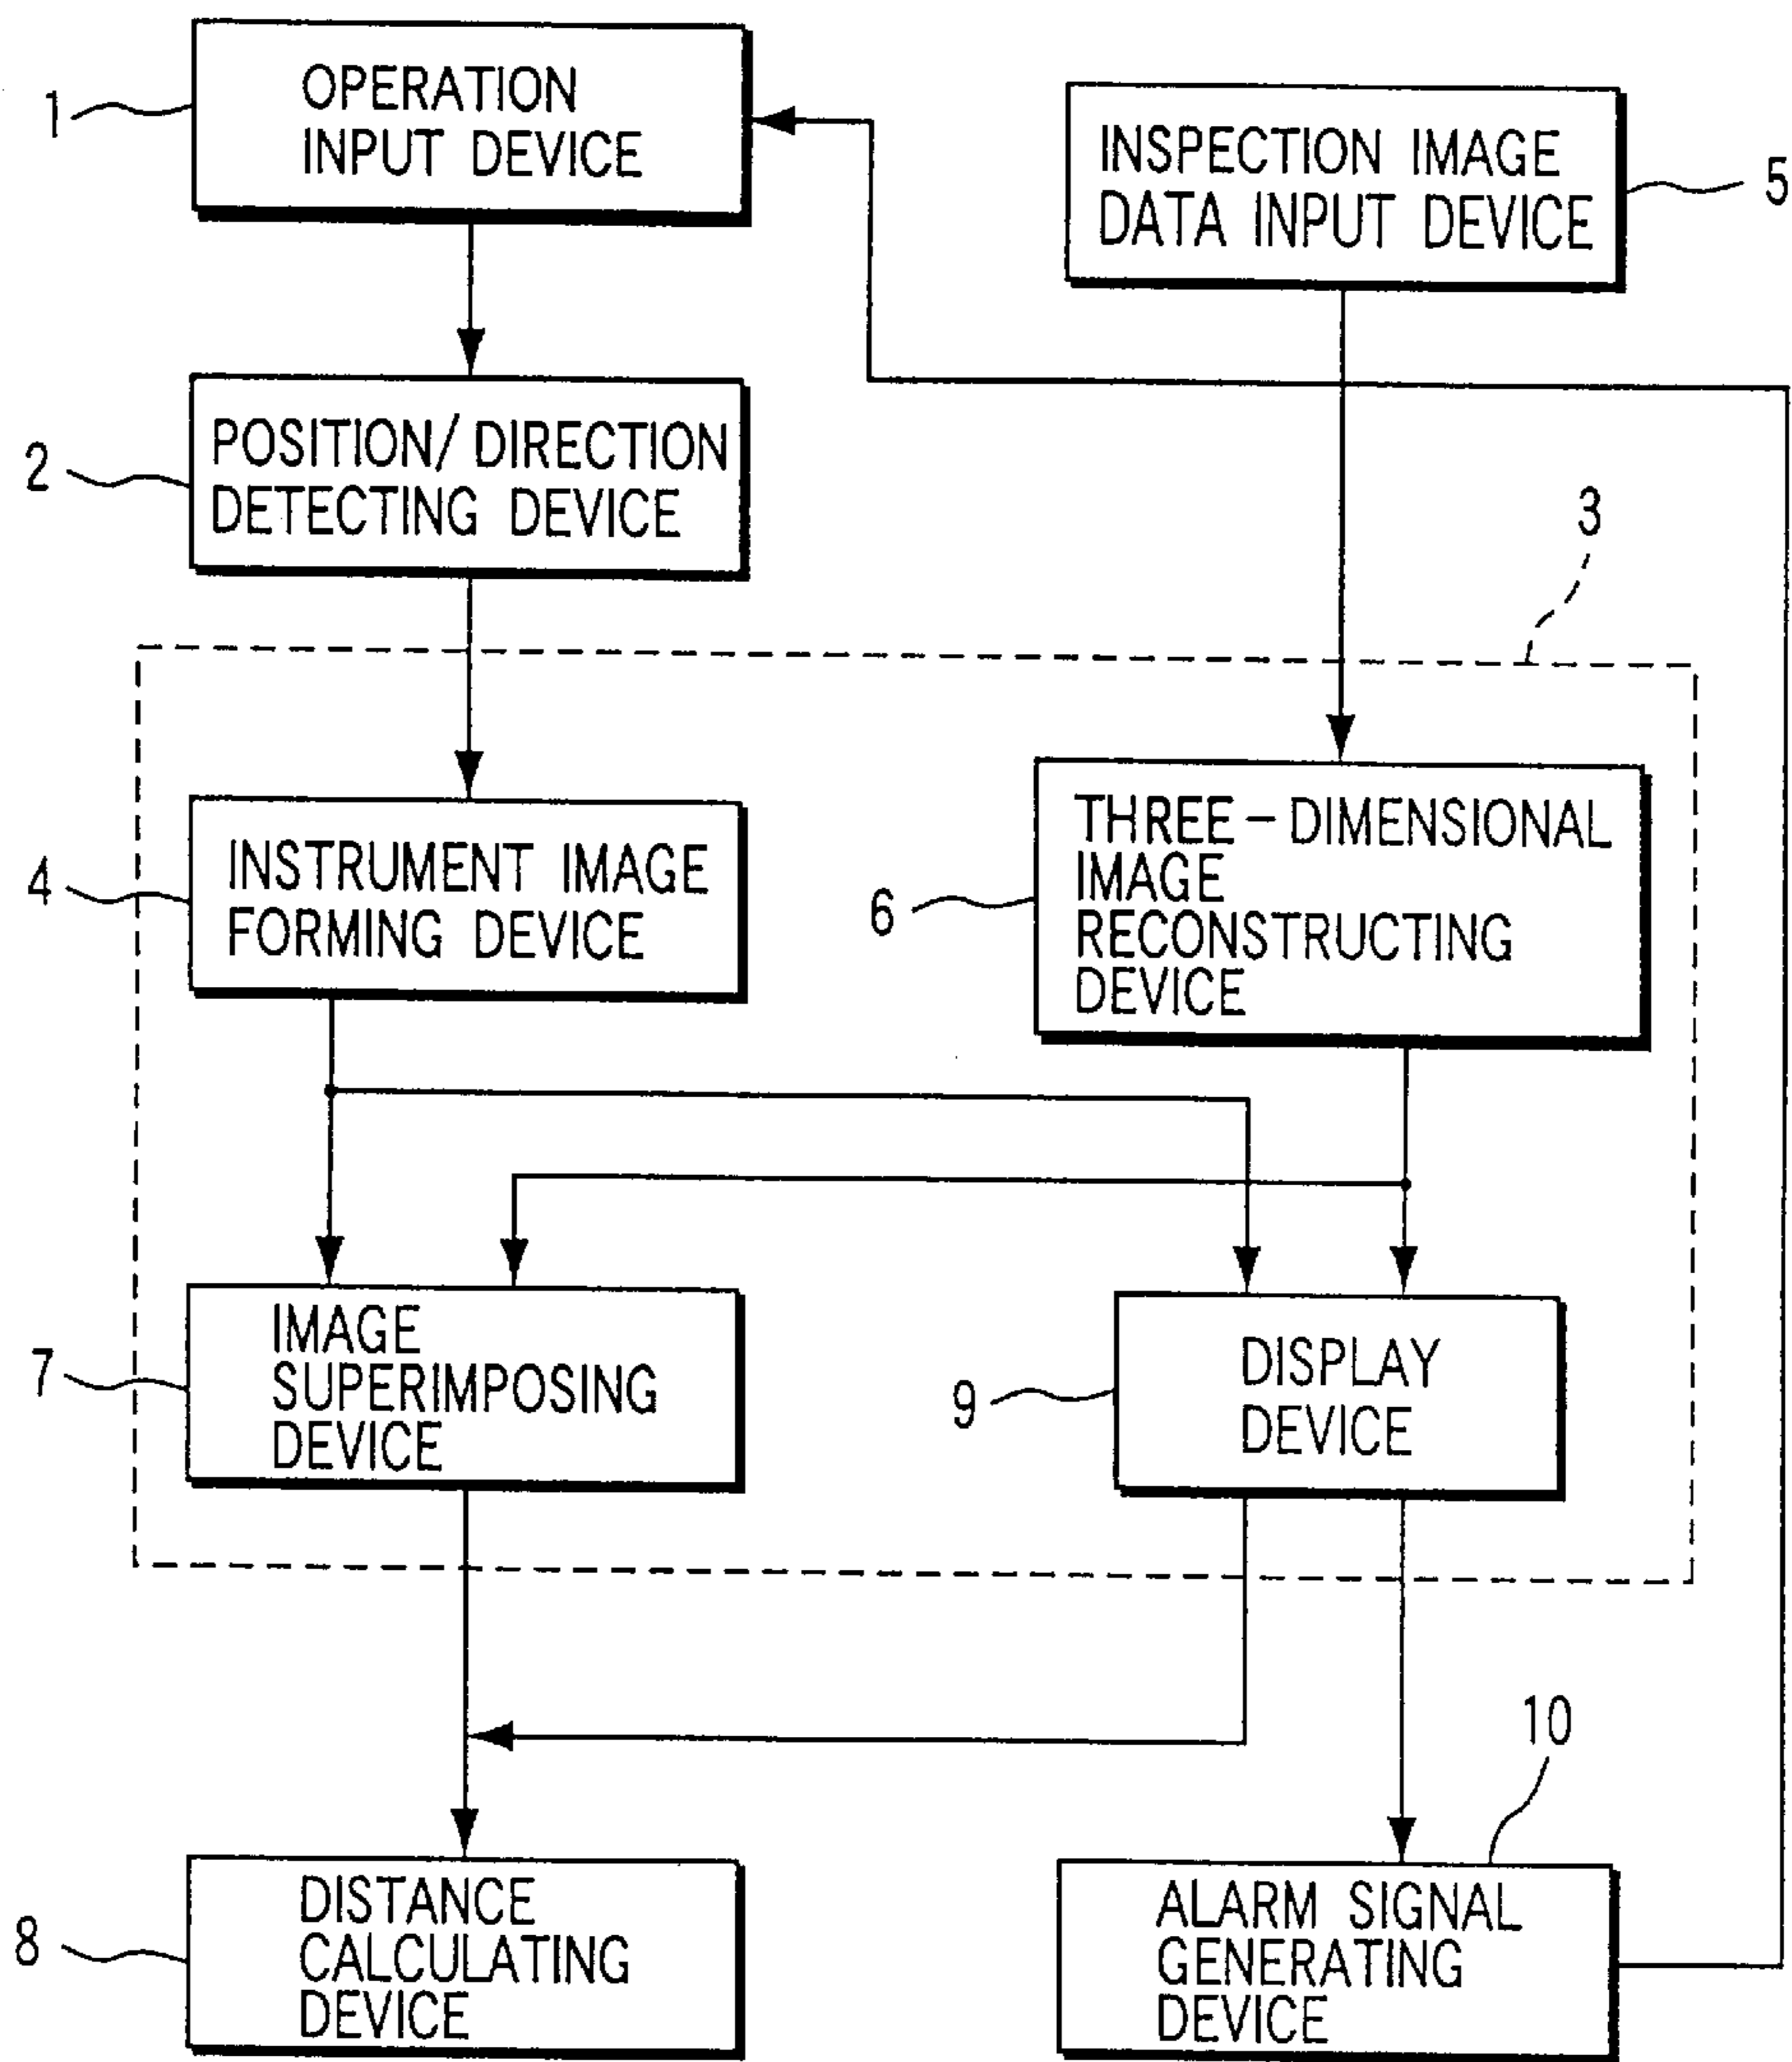 1
OPERATION
INPUT DEVICE
INSPECTION IMAGE
DATA INPUT DEVICE
5
2
POSITION/DIRECTION
DETECTING DEVICE
3
4
INSTRUMENT IMAGE
FORMING DEVICE
6
THREE-DIMENSIONAL
IMAGE
RECONSTRUCTING
DEVICE
7
IMAGE
SUPERIMPOSING
DEVICE
9
DISPLAY
DEVICE
10
8
DISTANCE
CALCULATING
DEVICE
ALARM SIGNAL
GENERATING
DEVICE